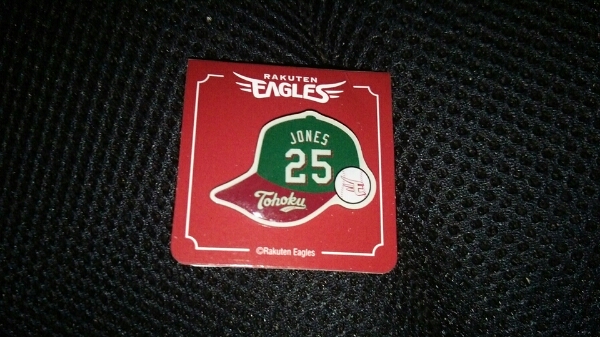 RAKUTEN
EAGLES
JONES
25
Tohoku
©Rakuten Eagles